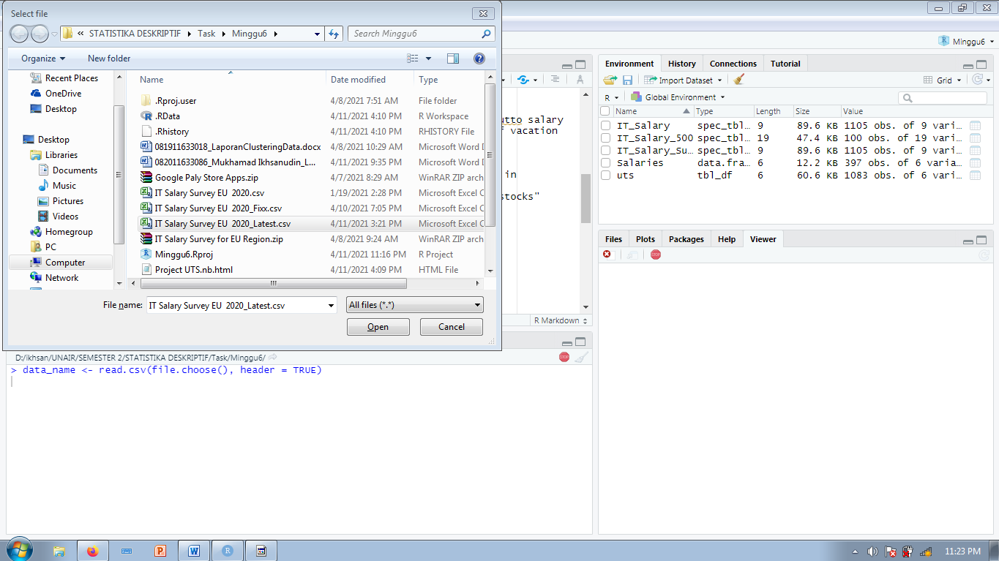 Select file
« STATISTIKA DESKRIPTIF Task Minggu6
Search Minggu6
Organize New folder
Recent Places
OneDrive
Desktop
Desktop
Libraries
Documents
Music
Pictures
Videos
Homegroup
PC
Computer
Network
Name Date modified Type
.Rproj.user 4/8/2021 7:51 AM File folder
.RData 4/11/2021 4:10 PM R Workspace
.Rhistory 4/11/2021 4:10 PM RHISTORY File
081911633018_LaporanClusteringData.docx 4/8/2021 10:29 AM Microsoft Word D
082011633086_Mukhamad Ikhsanudin_L... 4/11/2021 9:35 PM Microsoft Word D
Google Paly Store Apps.zip 4/7/2021 8:29 AM WinRAR ZIP arch
IT Salary Survey EU 2020.csv 1/19/2021 2:28 PM Microsoft Excel C
IT Salary Survey EU 2020_Fixx.csv 4/10/2021 7:05 PM Microsoft Excel C
IT Salary Survey EU 2020_Latest.csv 4/11/2021 3:21 PM Microsoft Excel C
IT Salary Survey for EU Region.zip 4/8/2021 9:24 AM WinRAR ZIP arch
Minggu6.Rproj 4/11/2021 11:16 PM R Project
Project UTS.nb.html 4/11/2021 4:09 PM HTML File
File name: IT Salary Survey EU 2020_Latest.csv All files (*.*)
Open Cancel
utto salary
f vacation
in
stocks"
R Markdown
D:/ikhsan/UNAIR/SEMESTER 2/STATISTIKA DESKRIPTIF/Task/Minggu6/
STOP
> data_name <- read.csv(file.choose(), header = TRUE)
Minggu6
Environment History Connections Tutorial
Import Dataset Grid
R Global Environment
Name Type Length Size Value
IT_Salary spec_tbl... 9 89.6 KB 1105 obs. of 9 vari...
IT_Salary_500 spec_tbl... 19 47.4 KB 100 obs. of 19 vari...
IT_Salary_Su... spec_tbl... 9 89.6 KB 1105 obs. of 9 vari...
Salaries data.fra... 6 12.2 KB 397 obs. of 6 varia...
uts tbl_df 6 60.6 KB 1083 obs. of 6 vari...
Files Plots Packages Help Viewer
STOP
11:23 PM